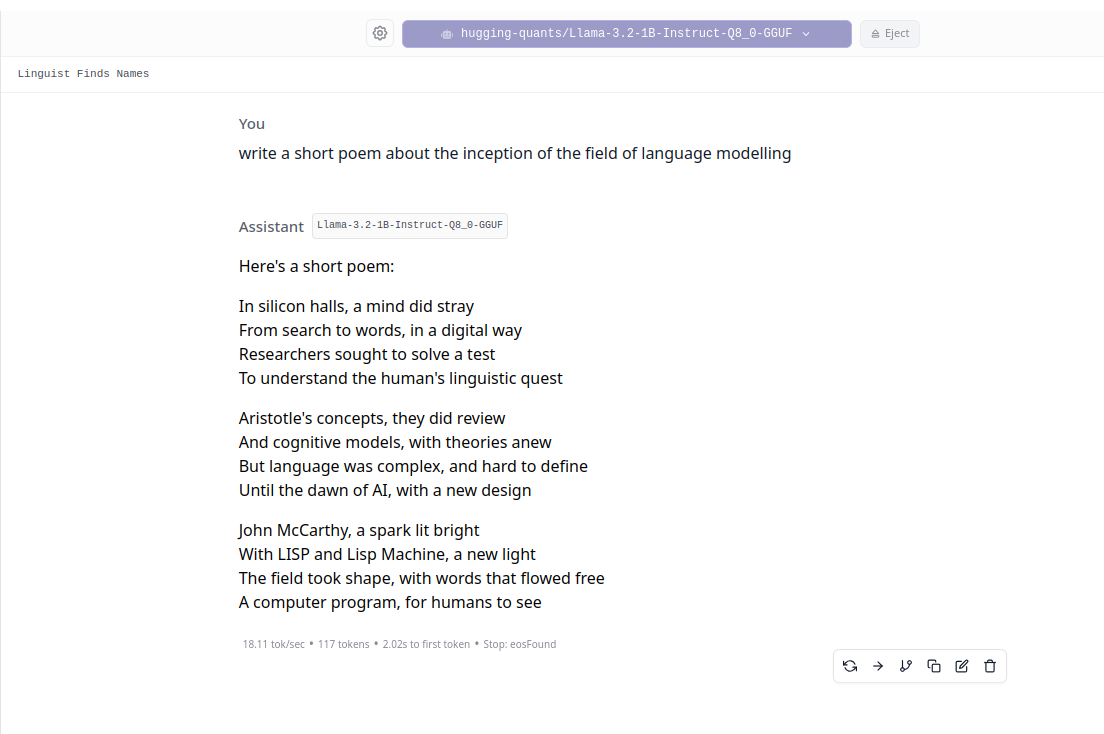 hugging-quants/Llama-3.2-1B-Instruct-Q8_0-GGUF
Eject
Linguist Finds Names
You
write a short poem about the inception of the field of language modelling
Assistant
Llama-3.2-1B-Instruct-Q8_0-GGUF
Here's a short poem:
In silicon halls, a mind did stray
From search to words, in a digital way
Researchers sought to solve a test
To understand the human's linguistic quest
Aristotle's concepts, they did review
And cognitive models, with theories anew
But language was complex, and hard to define
Until the dawn of AI, with a new design
John McCarthy, a spark lit bright
With LISP and Lisp Machine, a new light
The field took shape, with words that flowed free
A computer program, for humans to see
18.11 tok/sec • 117 tokens • 2.02s to first token • Stop: eosFound